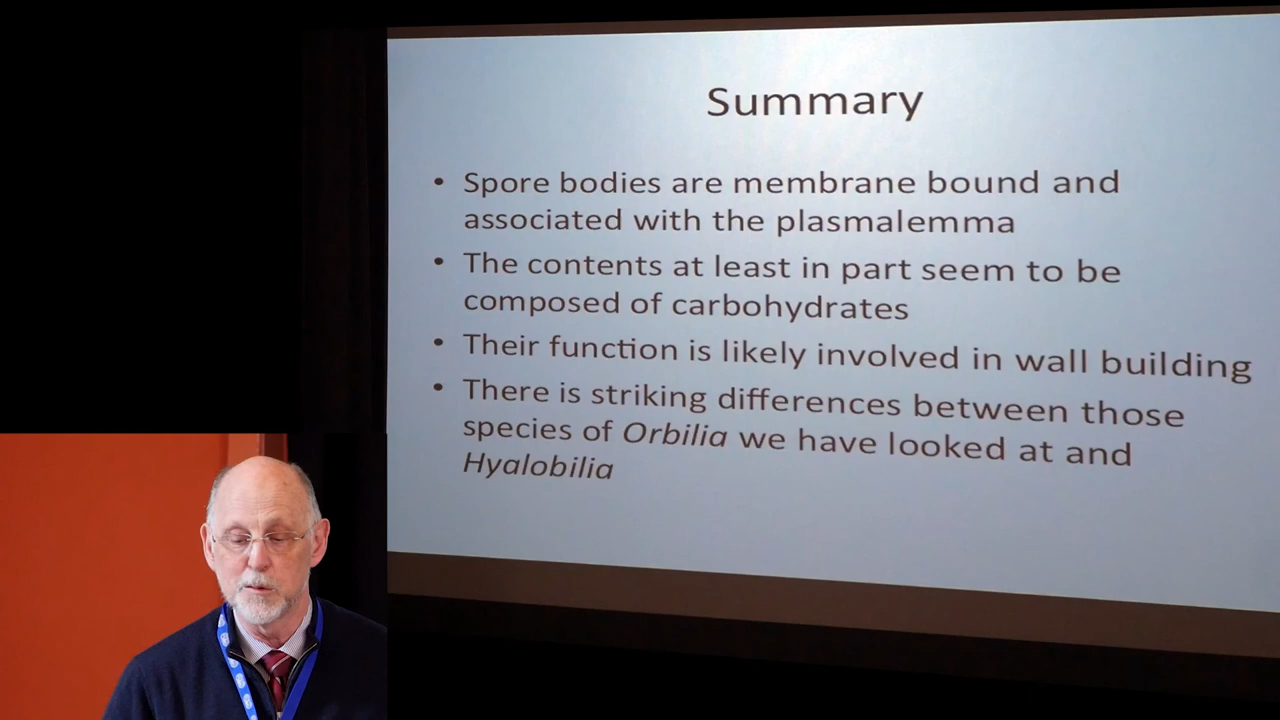 Summary
• Spore bodies are membrane bound and
associated with the plasmalemma
• The contents at least in part seem to be
composed of carbohydrates
• Their function is likely involved in wall building
• There is striking differences between those
species of Orbilia we have looked at and
Hyalobilia